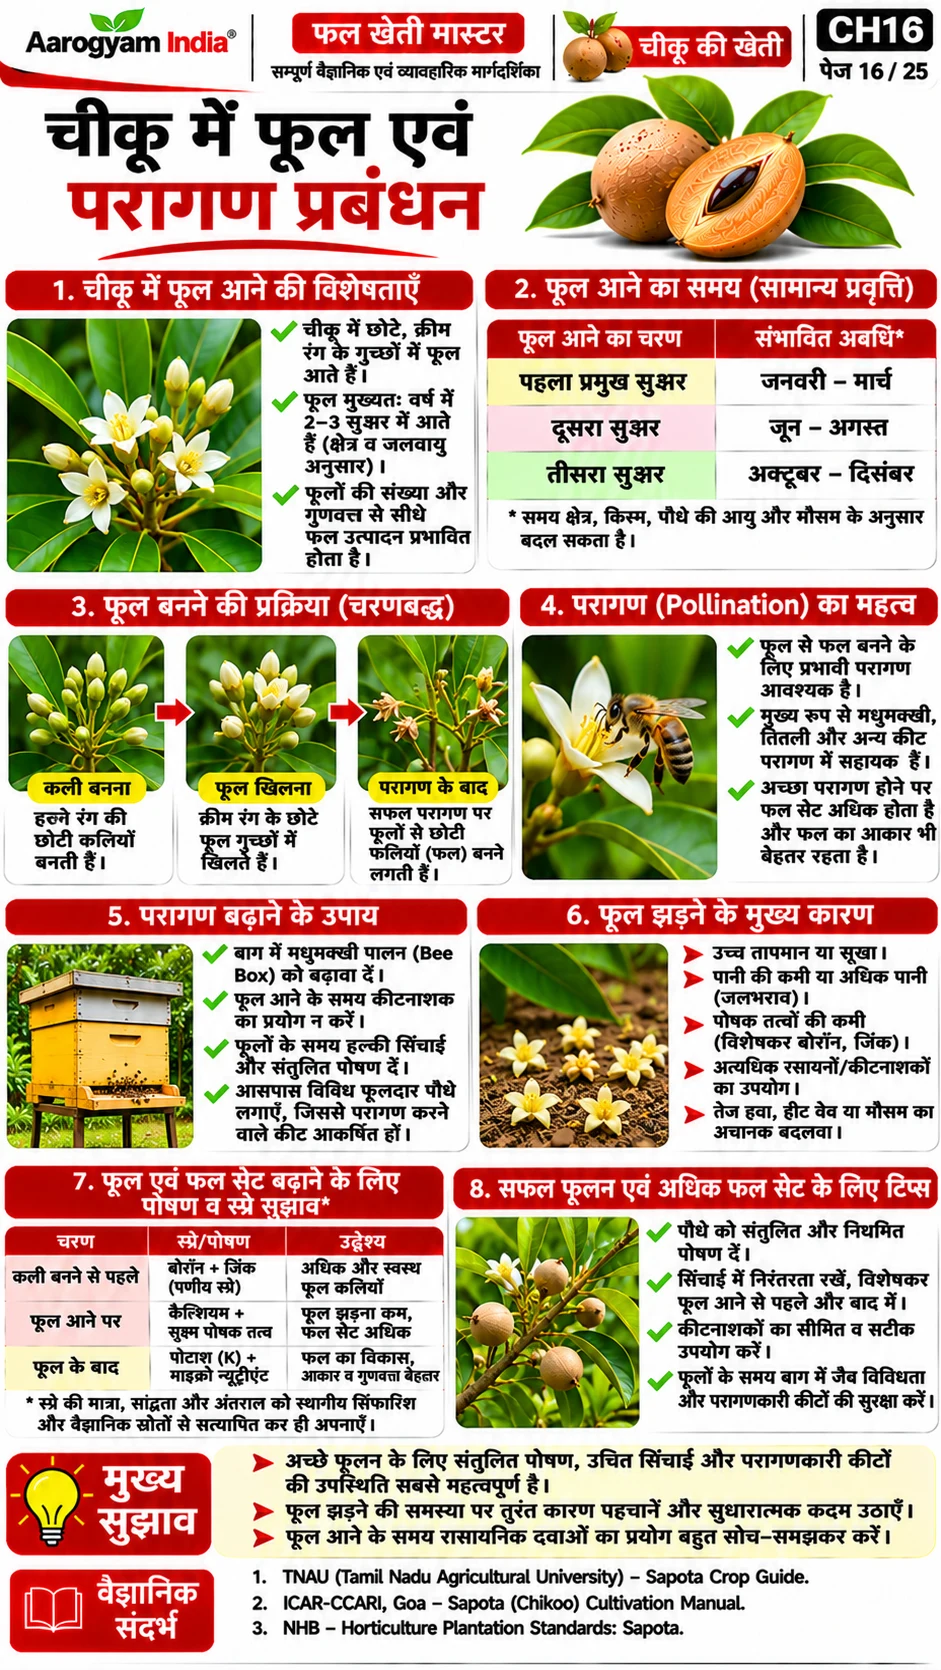 Aarogyam India®
फल खेती मास्टर
सम्पूर्ण वैज्ञानिक एवं व्यावहारिक मार्गदर्शिका
चीकू की खेती
CH16
पेज 16 / 25
चीकू में फूल एवं
परागण प्रबंधन
1. चीकू में फूल आने की विशेषताएँ
चीकू में छोटे, क्रीम
रंग के गुच्छों में फूल
आते हैं।
फूल मुख्यतः वर्ष में
2–3 सुअर में आते
हैं (क्षेत्र व जलवायु
अनुसार)।
फूलों की संख्या और
गुणवत्त से सीधे
फल उत्पादन प्रभावित
होता है।
2. फूल आने का समय (सामान्य प्रवृत्ति)
फूल आने का चरण संभावित अबधिं*
पहला प्रमुख सुअर जनवरी – मार्च
दूसरा सुअर जून – अगस्त
तीसरा सुअर अक्टूबर – दिसंबर
* समय क्षेत्र, किस्म, पौधे की आयु और मौसम के अनुसार
बदल सकता है।
3. फूल बनने की प्रक्रिया (चरणबद्ध)
कली बनना
हरुने रंग की
छोटी कलियों
बनती हैं।
फूल खिलना
क्रीम रंग के छोटे
फूल गुच्छों में
खिलते हैं।
परागण के बाद
सफल परागण पर
फूलों से छोटी
फलियों (फल) बनने
लगती हैं।
4. परागण (Pollination) का महत्व
फूल से फल बनने के
लिए प्रभावी परागण
आवश्यक है।
मुख्य रुप से मधुमक्खी,
तितली और अन्य कीट
परागण में सहायक हैं।
अच्छा परागण होने पर
फल सेट अधिक होता है
और फल का आकार भी
बेहतर रहता है।
5. परागण बढ़ाने के उपाय
बाग में मधुमक्खी पालन (Bee
Box) को बढ़ावा दें।
फूल आने के समय कीटनाशक
का प्रयोग न करें।
फूलों के समय हल्की सिंचाई
और संतुलित पोषण दें।
आसपास विविध फूलदार पौधे
लगाएँ, जिससे परागण करने
वाले कीट आकर्षित हों।
6. फूल झड़ने के मुख्य कारण
उच्च तापमान या सूखा।
पानी की कमी या अधिक पानी
(जलभराव)।
पोषक तत्वों की कमी
(विशेषकर बोरॉन, जिंक)।
अत्यधिक रसायनों/कीटनाशकों
का उपयोग।
तेज हवा, हीट वेव या मौसम का
अचानक बदलवा।
7. फूल एवं फल सेट बढ़ाने के लिए
पोषण व स्प्रे सुझाव*
चरण स्प्रे/पोषण उद्देश्य
कली बनने से पहले बोरॉन + जिंक अधिक और स्वस्थ
(पणीय स्प्रे) फूल कलियों
फूल आने पर कैल्शियम + फूल झड़ना कम,
सुक्ष्म पोषक तत्व फल सेट अधिक
फूल के बाद पोटाश (K) + फल का विकास,
माइक्रो न्यूट्रीएंट आकार व गुणवत्ता बेहतर
* स्प्रे की मात्रा, सांद्वता और अंतराल को स्थागीय सिंफारिश
और बैज्ञानिक स्रोतों से सत्यापित कर ही अपनाएँ।
8. सफल फूलन एवं अधिक फल सेट के लिए टिप्स
पौधे को संतुलित और नियमित
पोषण दें।
सिंचाई में निरंतरता रखें, विशेषकर
फूल आने से पहले और बाद में।
कीटनाशकों का सीमित व सटीक
उपयोग करें।
फूलों के समय बाग में जैब विविधता
और परागणकारी कीटों की सुरक्षा करें।
मुख्य
सुझाव
अच्छे फूलन के लिए संतुलित पोषण, उचित सिंचाई और परागणकारी कीटों
की उपस्थिति सबसे महत्वपूर्ण है।
फूल झड़ने की समस्या पर तुरंत कारण पहचानें और सुधारात्मक कदम उठाएँ।
फूल आने के समय रासायनिक दवाओं का प्रयोग बहुत सोच–समझकर करें।
वैज्ञानिक
संदर्भ
1. TNAU (Tamil Nadu Agricultural University) – Sapota Crop Guide.
2. ICAR-CCARI, Goa – Sapota (Chikoo) Cultivation Manual.
3. NHB – Horticulture Plantation Standards: Sapota.